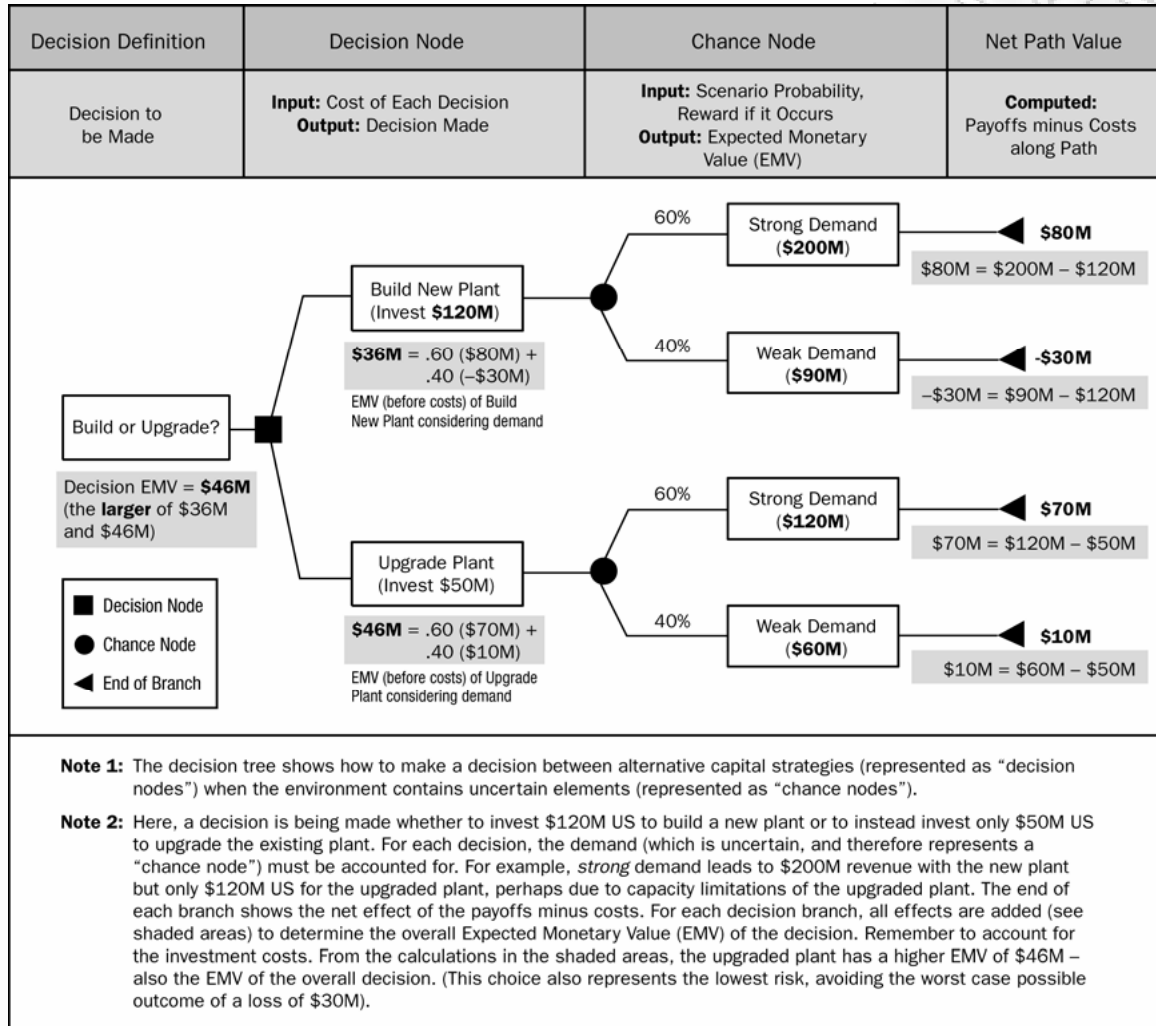 Decision Definition
Decision Node
Chance Node
Net Path Value
Decision to
be Made
Input: Cost of Each Decision
Output: Decision Made
Input: Scenario Probability,
Reward if it Occurs
Output: Expected Monetary
Value (EMV)
Computed:
Payoffs minus Costs
along Path
Build or Upgrade?
Decision EMV = $46M
(the larger of $36M
and $46M)
Decision Node
Chance Node
End of Branch
Build New Plant
(Invest $120M)
$36M = .60 ($80M) +
.40 (–$30M)
EMV (before costs) of Build
New Plant considering demand
Upgrade Plant
(Invest $50M)
$46M = .60 ($70M) +
.40 ($10M)
EMV (before costs) of Upgrade
Plant considering demand
60%
Strong Demand
($200M)
$80M
$80M = $200M – $120M
40%
Weak Demand
($90M)
-$30M
–$30M = $90M – $120M
60%
Strong Demand
($120M)
$70M
$70M = $120M – $50M
40%
Weak Demand
($60M)
$10M
$10M = $60M – $50M
Note 1: The decision tree shows how to make a decision between alternative capital strategies (represented as “decision
nodes”) when the environment contains uncertain elements (represented as “chance nodes”).
Note 2: Here, a decision is being made whether to invest $120M US to build a new plant or to instead invest only $50M US
to upgrade the existing plant. For each decision, the demand (which is uncertain, and therefore represents a
“chance node”) must be accounted for. For example, strong demand leads to $200M revenue with the new plant
but only $120M US for the upgraded plant, perhaps due to capacity limitations of the upgraded plant. The end of
each branch shows the net effect of the payoffs minus costs. For each decision branch, all effects are added (see
shaded areas) to determine the overall Expected Monetary Value (EMV) of the decision. Remember to account for
the investment costs. From the calculations in the shaded areas, the upgraded plant has a higher EMV of $46M –
also the EMV of the overall decision. (This choice also represents the lowest risk, avoiding the worst case possible
outcome of a loss of $30M).